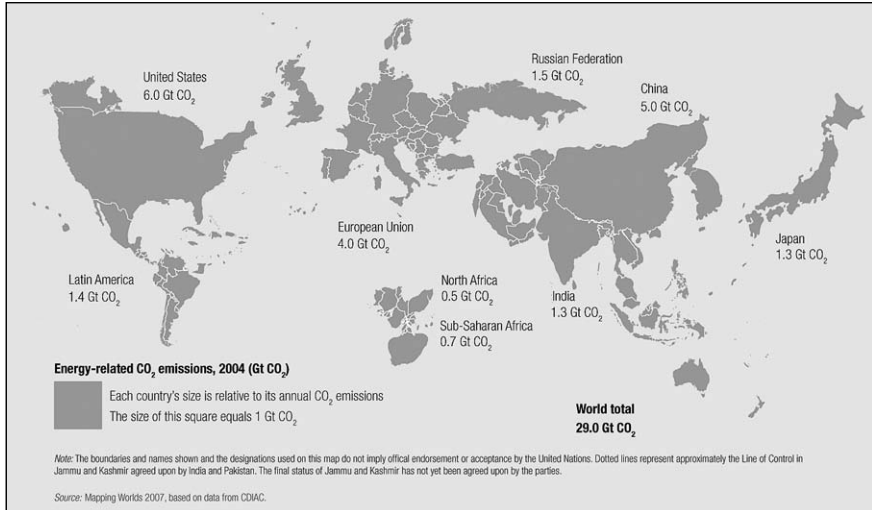 United States
6.0 Gt CO₂
Russian Federation
1.5 Gt CO₂
China
5.0 Gt CO₂
European Union
4.0 Gt CO₂
Japan
1.3 Gt CO₂
Latin America
1.4 Gt CO₂
North Africa
0.5 Gt CO₂
India
1.3 Gt CO₂
Sub-Saharan Africa
0.7 Gt CO₂
Energy-related CO₂ emissions, 2004 (Gt CO₂)
Each country's size is relative to its annual CO₂ emissions
The size of this square equals 1 Gt CO₂
World total
29.0 Gt CO₂
Note: The boundaries and names shown and the designations used on this map do not imply offical endorsement or acceptance by the United Nations. Dotted lines represent approximately the Line of Control in
Jammu and Kashmir agreed upon by India and Pakistan. The final status of Jammu and Kashmir has not yet been agreed upon by the parties.
Source: Mapping Worlds 2007, based on data from CDIAC.